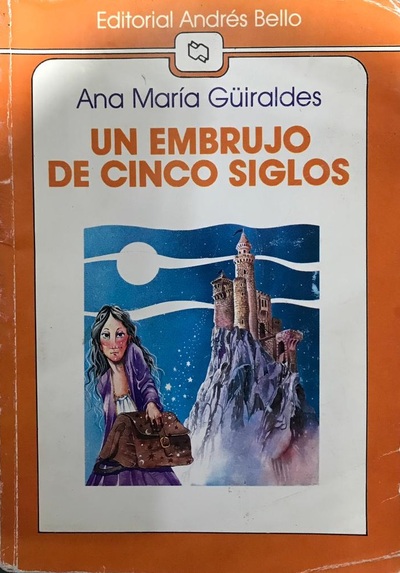 Editorial Andrés Bello
Ana María Güiraldes
UN EMBRUJO
DE CINCO SIGLOS